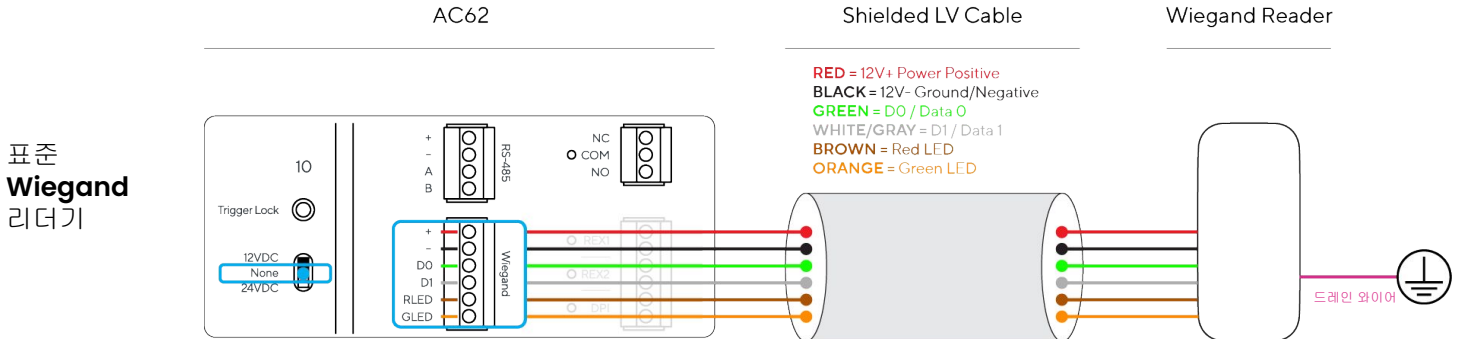 AC62
Shielded LV Cable
Wiegand Reader
RED = 12V+ Power Positive
BLACK = 12V- Ground/Negative
GREEN = D0 / Data 0
WHITE/GRAY = D1 / Data 1
BROWN = Red LED
ORANGE = Green LED
표준
Wiegand
리더기
10
Trigger Lock
12VDC
None
24VDC
+
-
A
B
RS-485
NC
COM
NO
+
-
D0
D1
RLED
GLED
Wiegand
REX1
REX2
DPI
드레인 와이어